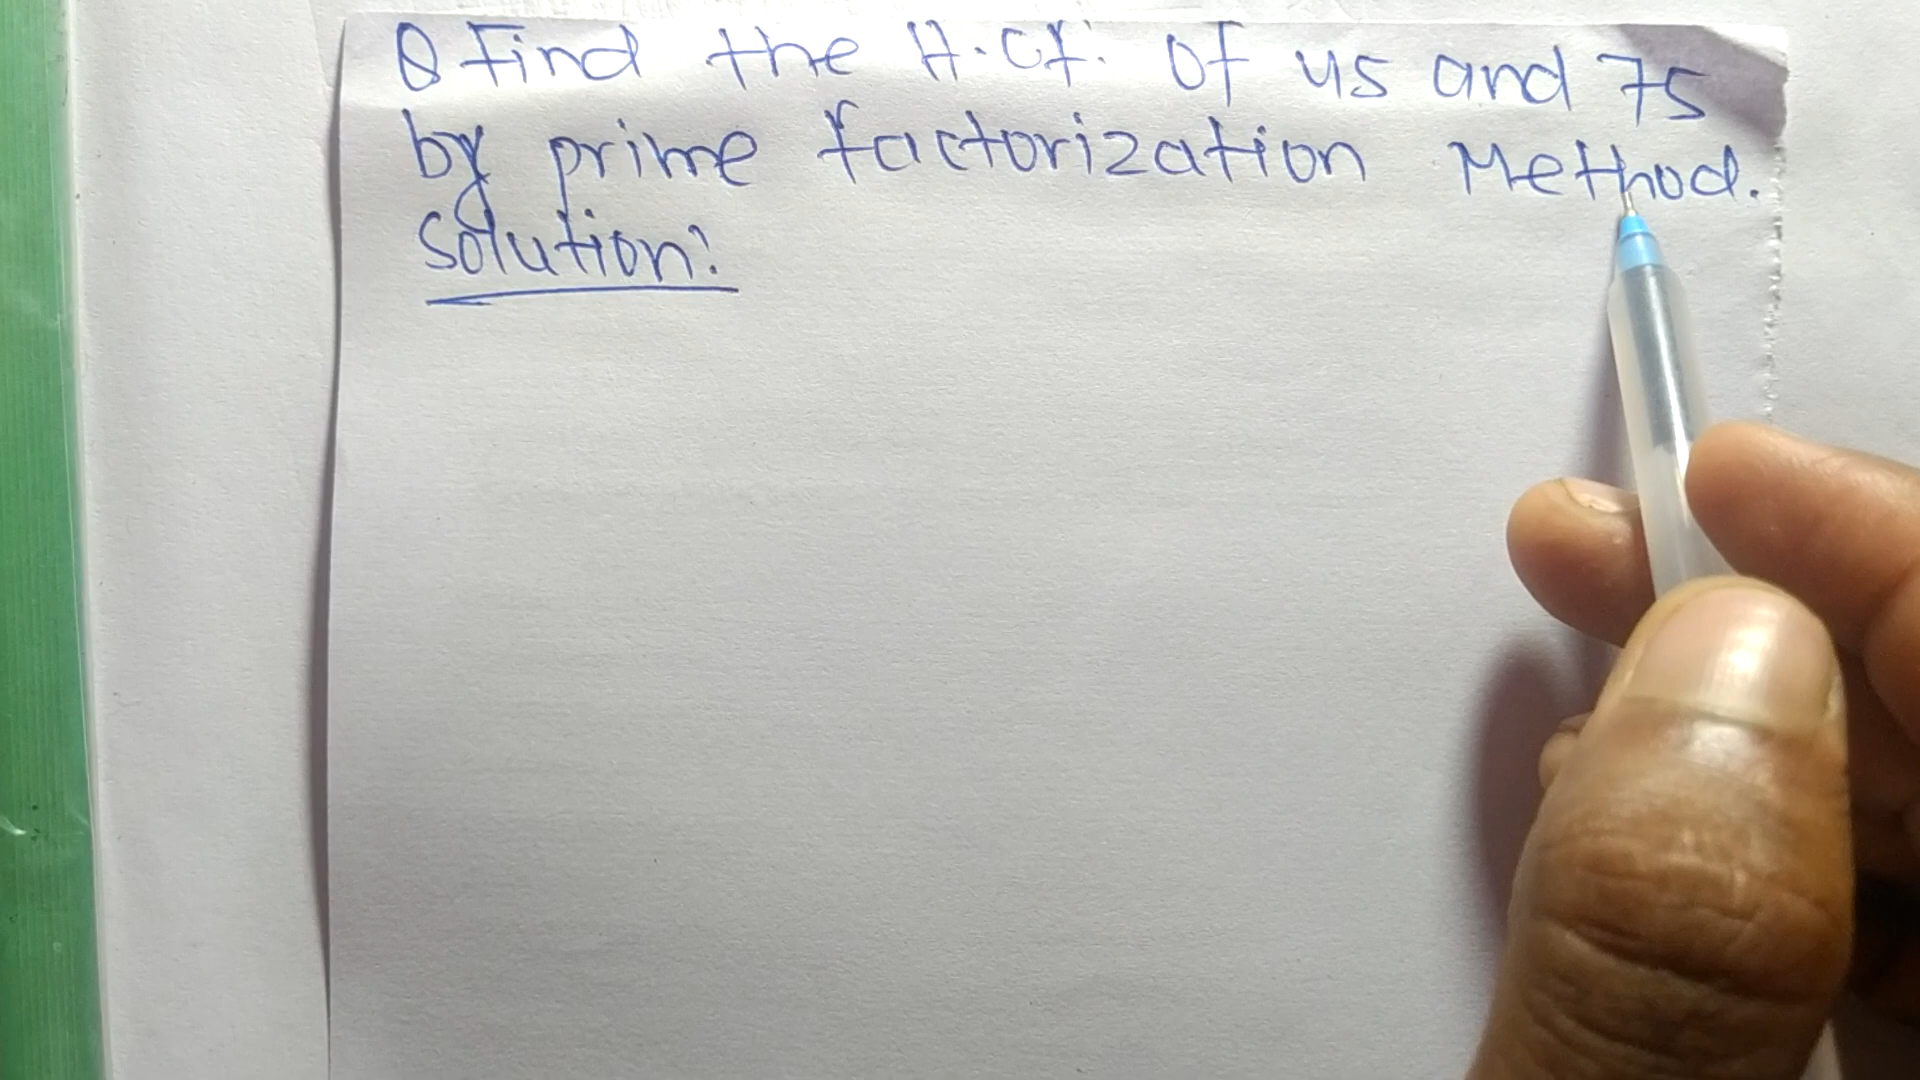 Q Find the H.C.f. Of 45 and 75
by prime factorization Method.
Solution: